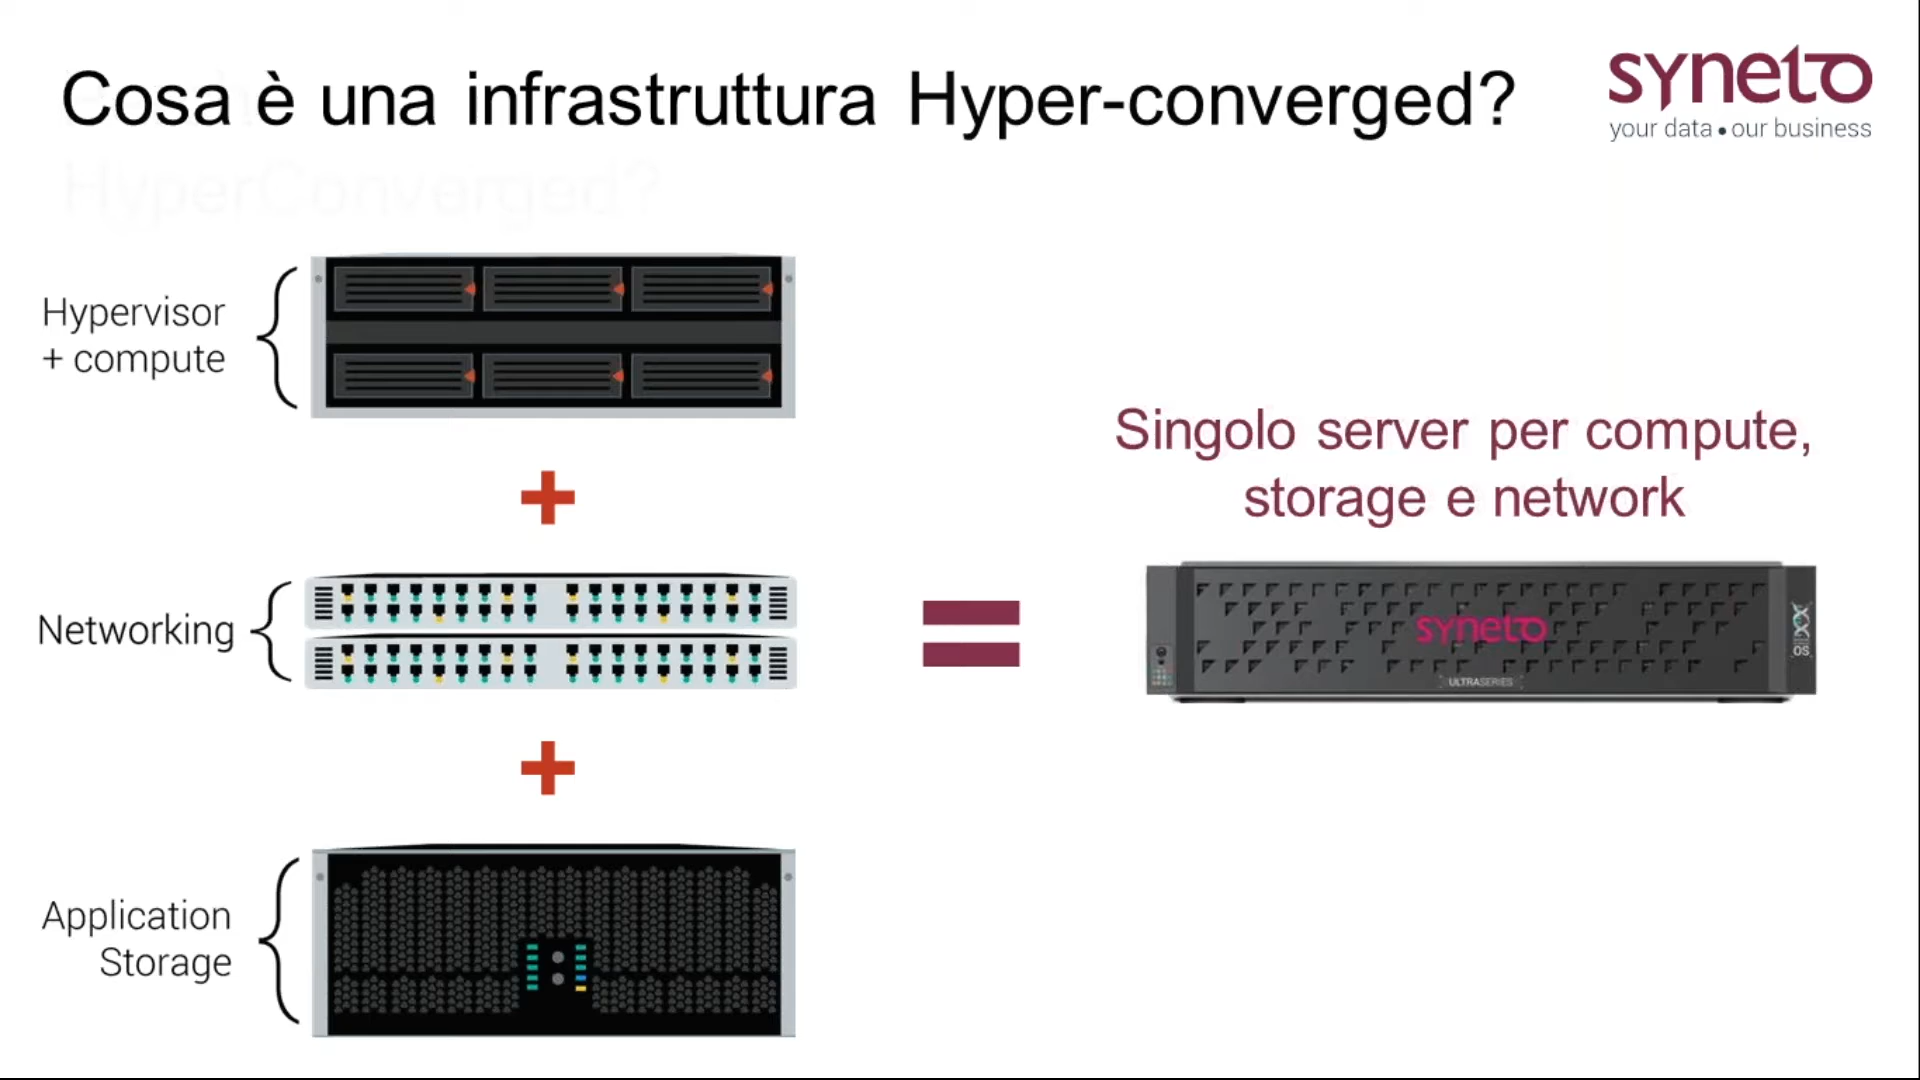 Cosa è una infrastruttura Hyper-converged?
syneto
your data • our business
HyperConverged?
Hypervisor
+ compute
Networking
Application
Storage
Singolo server per compute,
storage e network
syneto
ULTRASERIES
OS